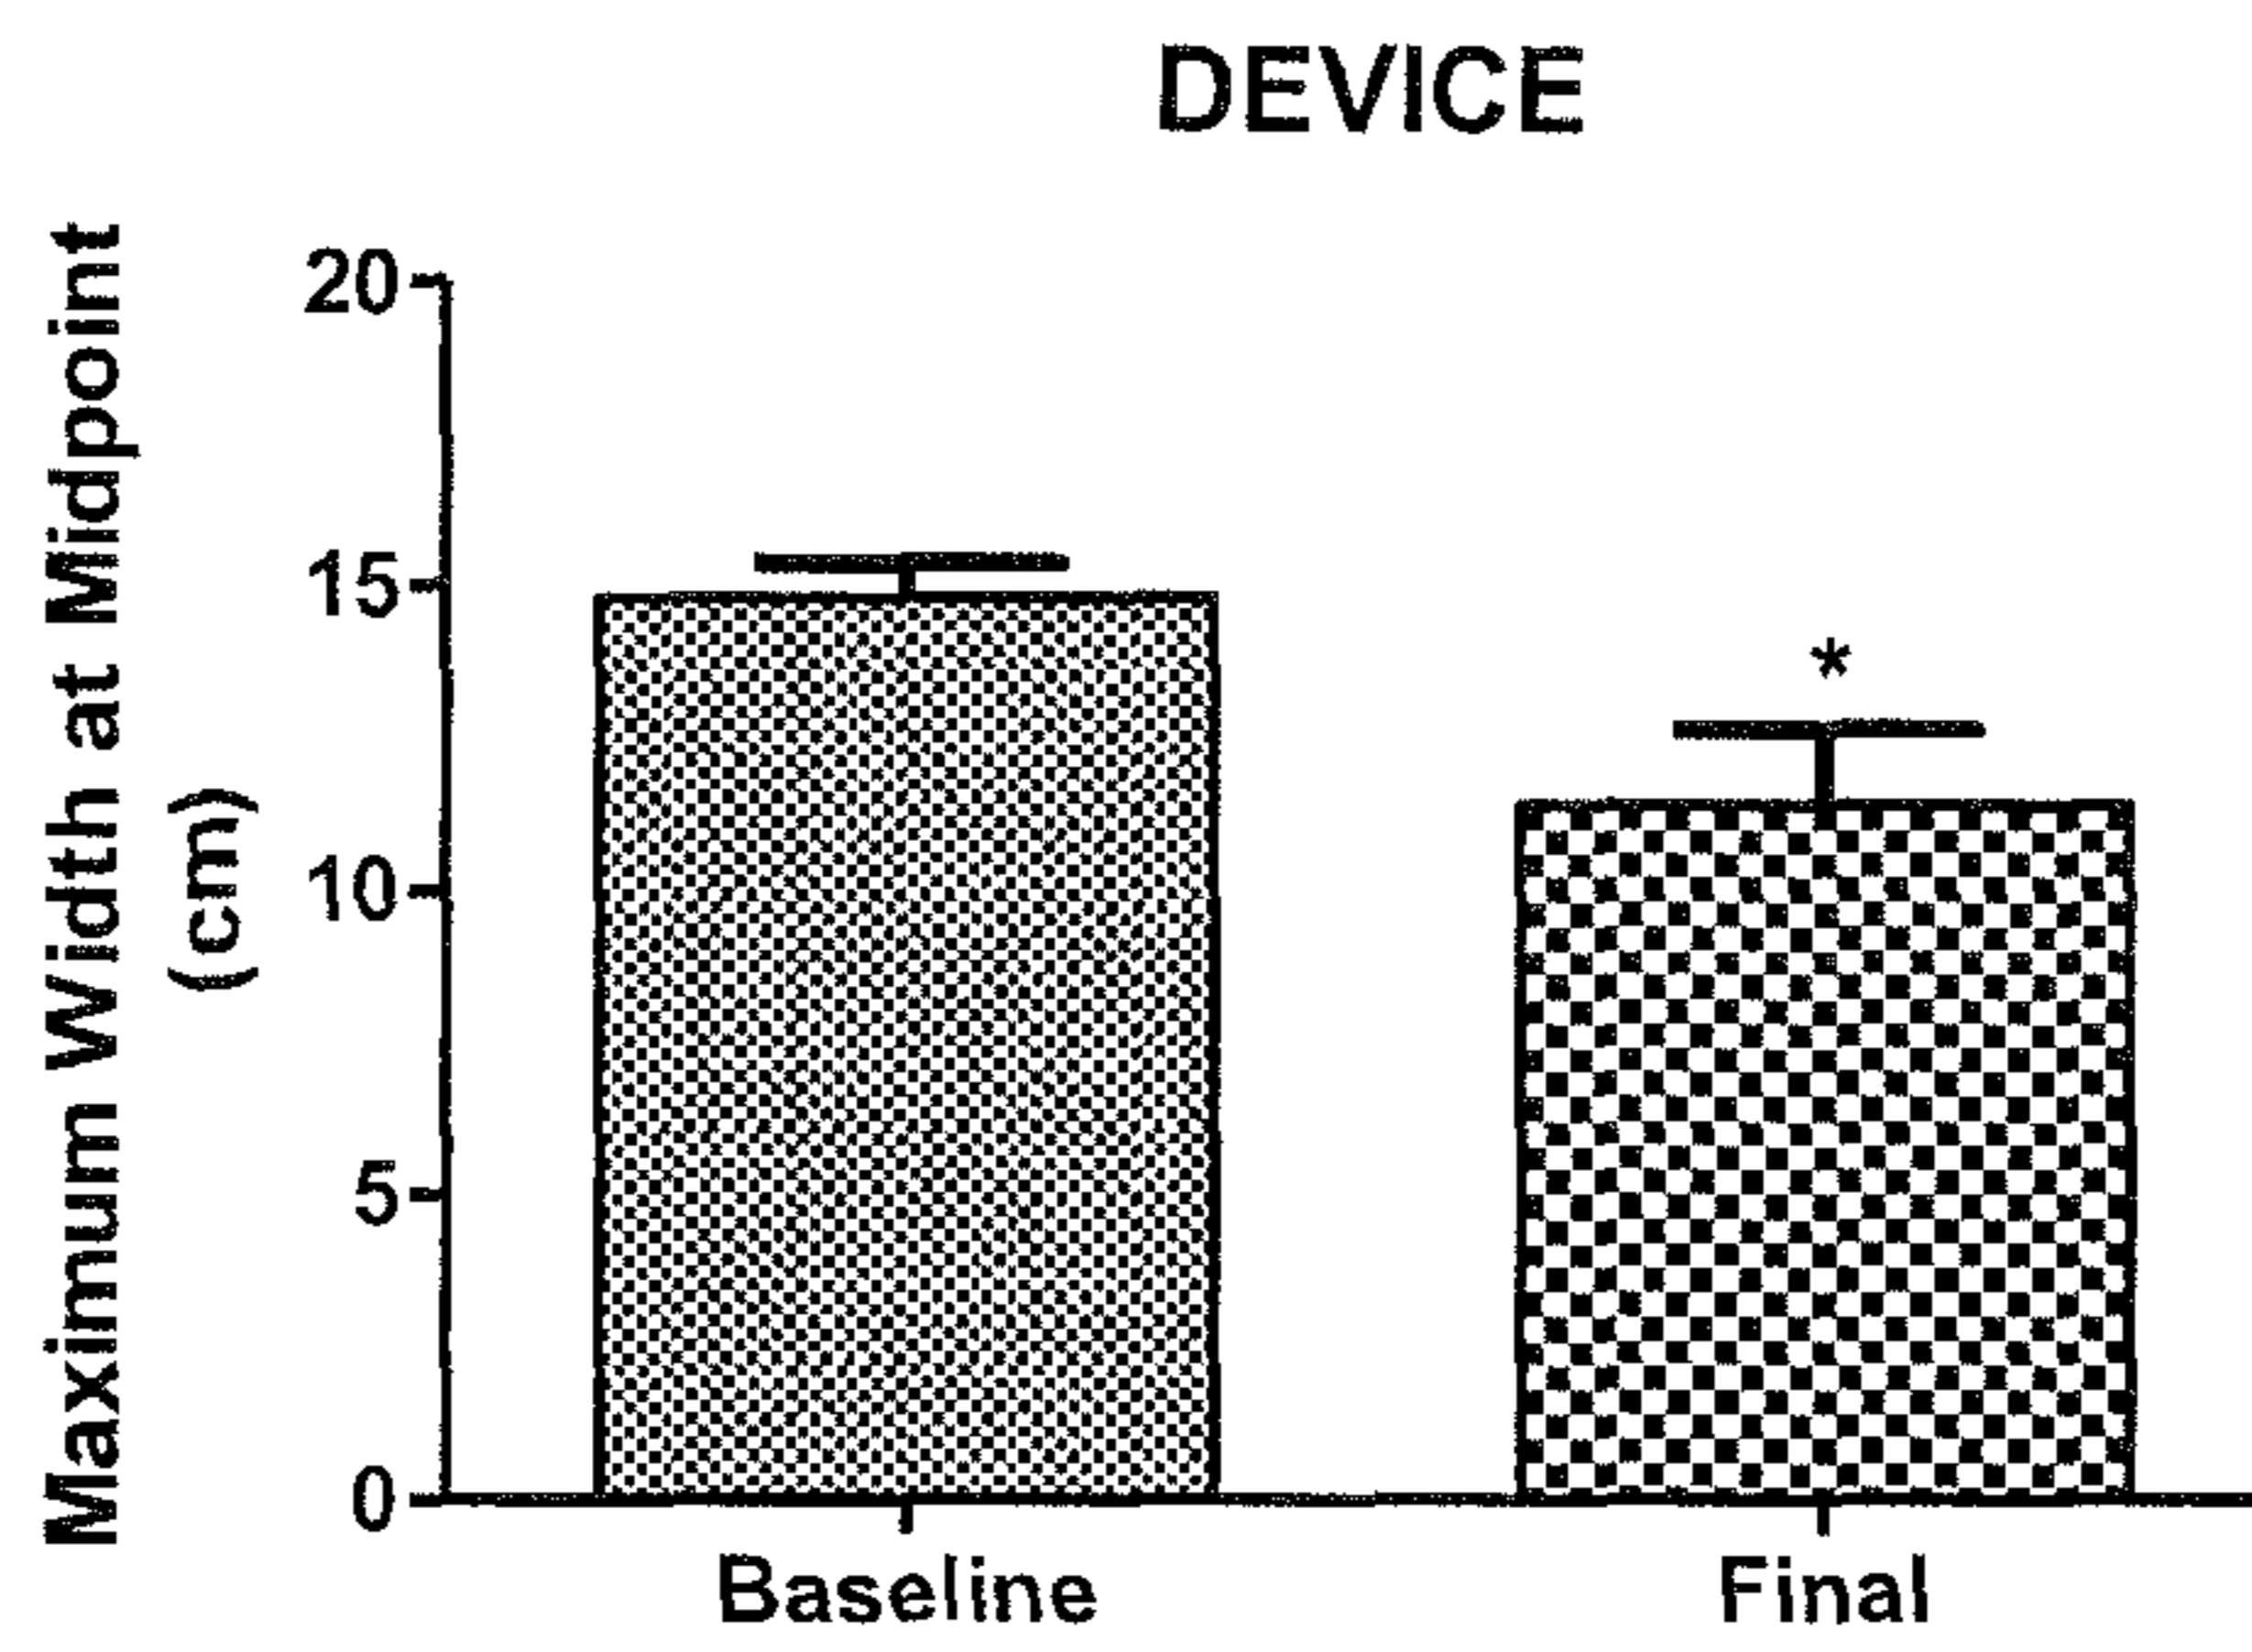 DEVICE
Maximum Width at Midpoint
(cm)
20
15
10
5
0
*
Baseline
Final